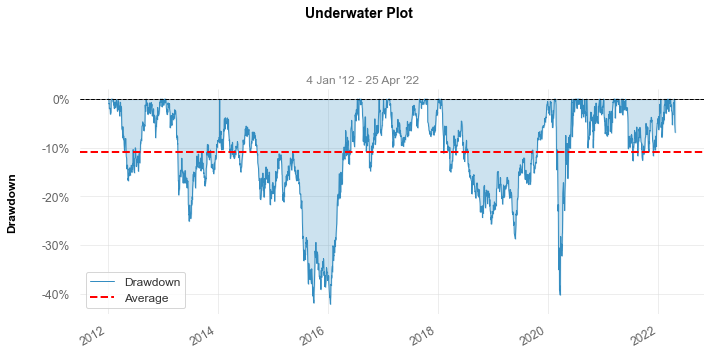 Underwater Plot
4 Jan '12 - 25 Apr '22
Drawdown
0%
-10%
-20%
-30%
-40%
Drawdown
Average
2012
2014
2016
2018
2020
2022